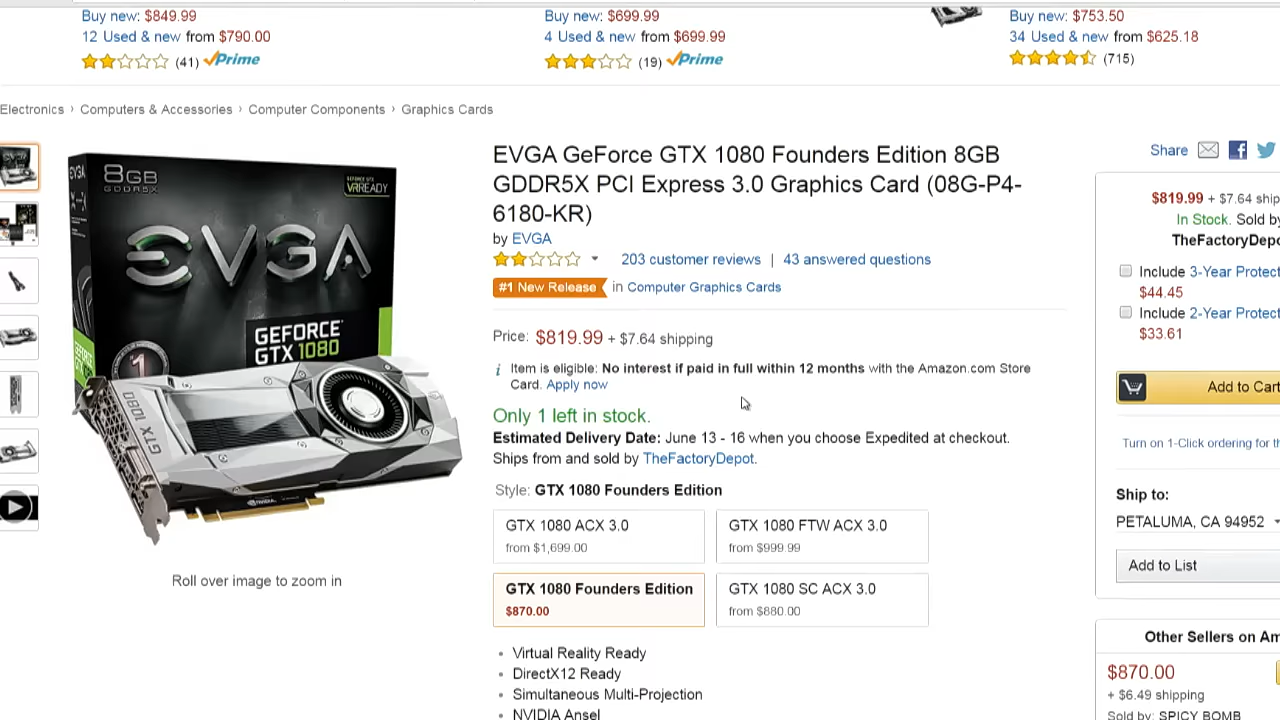 Buy new: $849.99
12 Used & new from $790.00
(41) Prime
Buy new: $699.99
4 Used & new from $699.99
(19) Prime
Buy new: $753.50
34 Used & new from $625.18
(715)
Electronics › Computers & Accessories › Computer Components › Graphics Cards
8GB
GDDR5X
GEFORCE GTX
VR READY
EVGA
EVGA
GEFORCE
GTX 1080
GTX 1080
NVIDIA
Roll over image to zoom in
EVGA GeForce GTX 1080 Founders Edition 8GB
GDDR5X PCI Express 3.0 Graphics Card (08G-P4-
6180-KR)
by EVGA
203 customer reviews | 43 answered questions
#1 New Release in Computer Graphics Cards
Price: $819.99 + $7.64 shipping
i Item is eligible: No interest if paid in full within 12 months with the Amazon.com Store
Card. Apply now
Only 1 left in stock.
Estimated Delivery Date: June 13 - 16 when you choose Expedited at checkout.
Ships from and sold by TheFactoryDepot.
Style: GTX 1080 Founders Edition
GTX 1080 ACX 3.0
from $1,699.00
GTX 1080 FTW ACX 3.0
from $999.99
GTX 1080 Founders Edition
$870.00
GTX 1080 SC ACX 3.0
from $880.00
• Virtual Reality Ready
• DirectX12 Ready
• Simultaneous Multi-Projection
• NVIDIA Ansel
Share
$819.99 + $7.64 ship
In Stock. Sold by
TheFactoryDepo
Include 3-Year Protect
$44.45
Include 2-Year Protect
$33.61
Add to Cart
Turn on 1-Click ordering for th
Ship to:
PETALUMA, CA 94952
Add to List
Other Sellers on Am
$870.00
+ $6.49 shipping
Sold by: SPICY BOMB